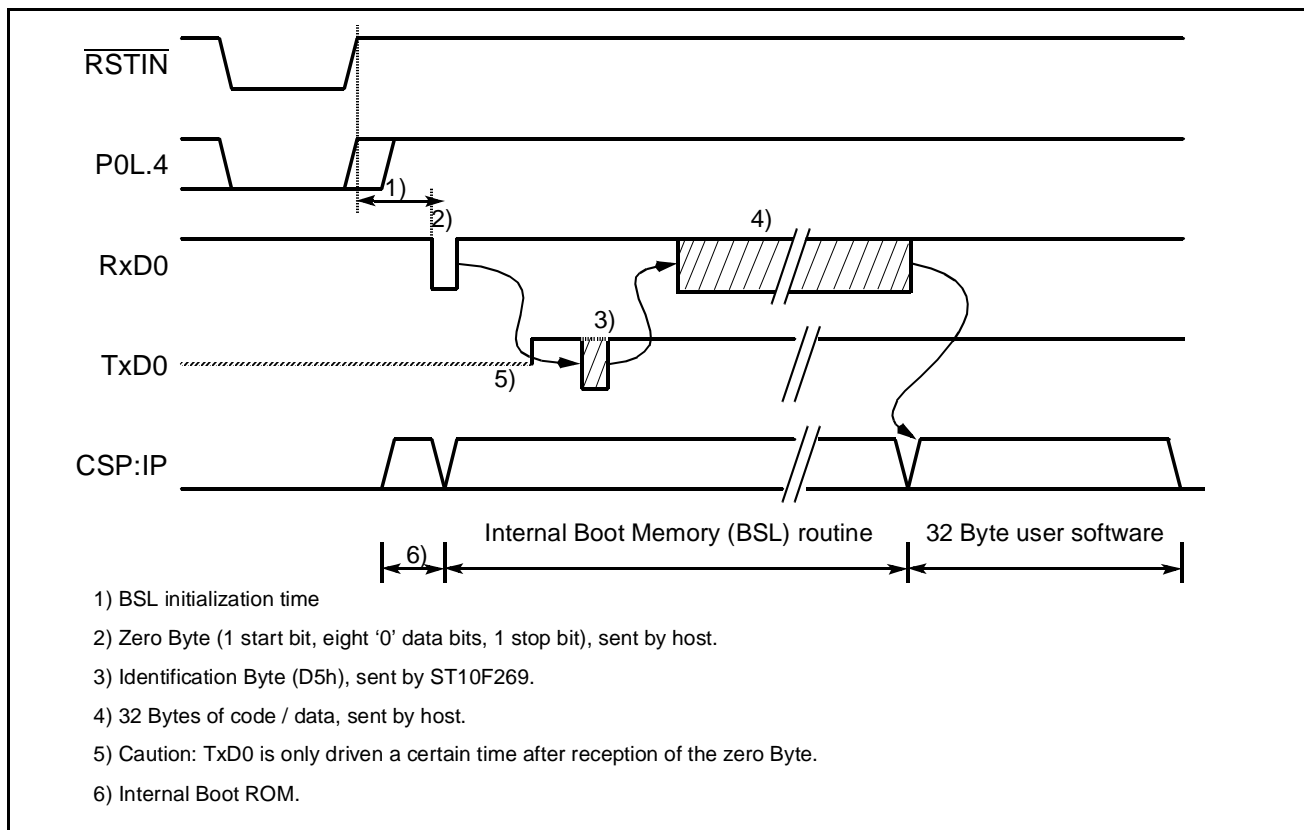 RSTIN
P0L.4
1)
2)
4)
RxD0
3)
TxD0
5)
CSP:IP
Internal Boot Memory (BSL) routine
32 Byte user software
6)
1) BSL initialization time
2) Zero Byte (1 start bit, eight ‘0’ data bits, 1 stop bit), sent by host.
3) Identification Byte (D5h), sent by ST10F269.
4) 32 Bytes of code / data, sent by host.
5) Caution: TxD0 is only driven a certain time after reception of the zero Byte.
6) Internal Boot ROM.